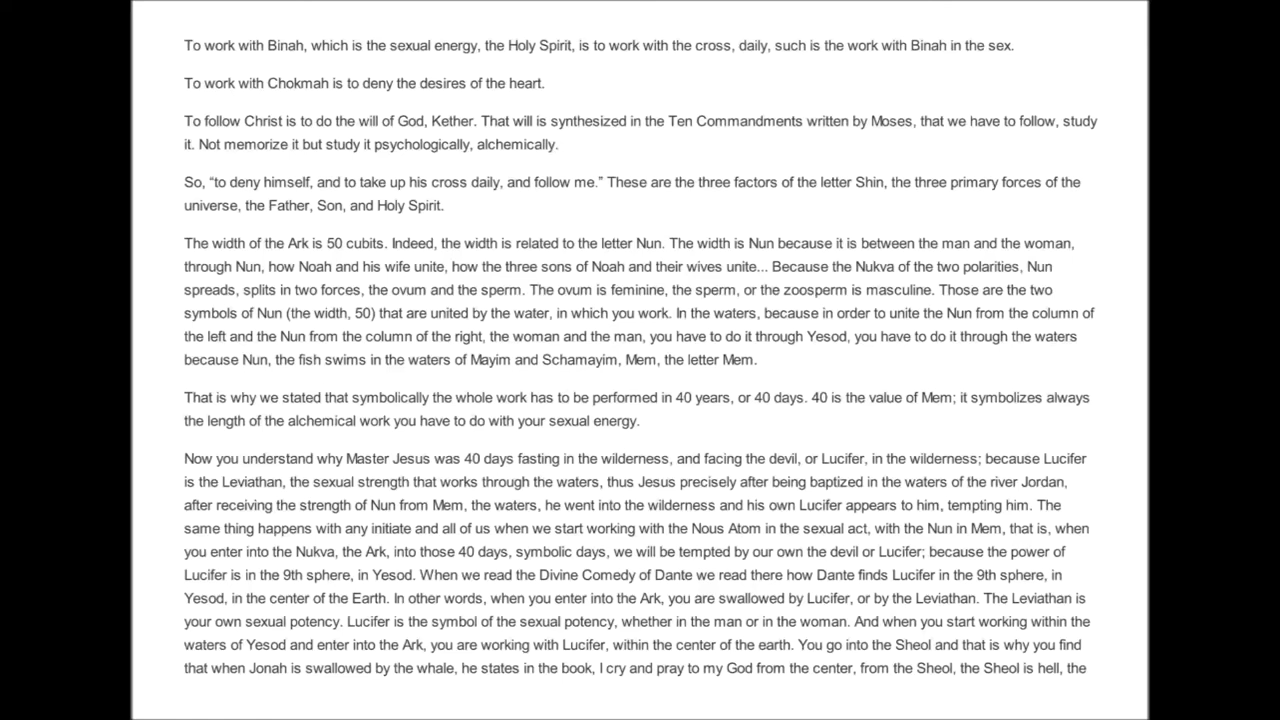 To work with Binah, which is the sexual energy, the Holy Spirit, is to work with the cross, daily, such is the work with Binah in the sex.
To work with Chokmah is to deny the desires of the heart.
To follow Christ is to do the will of God, Kether. That will is synthesized in the Ten Commandments written by Moses, that we have to follow, study
it. Not memorize it but study it psychologically, alchemically.
So, “to deny himself, and to take up his cross daily, and follow me.” These are the three factors of the letter Shin, the three primary forces of the
universe, the Father, Son, and Holy Spirit.
The width of the Ark is 50 cubits. Indeed, the width is related to the letter Nun. The width is Nun because it is between the man and the woman,
through Nun, how Noah and his wife unite, how the three sons of Noah and their wives unite... Because the Nukva of the two polarities, Nun
spreads, splits in two forces, the ovum and the sperm. The ovum is feminine, the sperm, or the zoosperm is masculine. Those are the two
symbols of Nun (the width, 50) that are united by the water, in which you work. In the waters, because in order to unite the Nun from the column of
the left and the Nun from the column of the right, the woman and the man, you have to do it through Yesod, you have to do it through the waters
because Nun, the fish swims in the waters of Mayim and Schamayim, Mem, the letter Mem.
That is why we stated that symbolically the whole work has to be performed in 40 years, or 40 days. 40 is the value of Mem; it symbolizes always
the length of the alchemical work you have to do with your sexual energy.
Now you understand why Master Jesus was 40 days fasting in the wilderness, and facing the devil, or Lucifer, in the wilderness; because Lucifer
is the Leviathan, the sexual strength that works through the waters, thus Jesus precisely after being baptized in the waters of the river Jordan,
after receiving the strength of Nun from Mem, the waters, he went into the wilderness and his own Lucifer appears to him, tempting him. The
same thing happens with any initiate and all of us when we start working with the Nous Atom in the sexual act, with the Nun in Mem, that is, when
you enter into the Nukva, the Ark, into those 40 days, symbolic days, we will be tempted by our own the devil or Lucifer; because the power of
Lucifer is in the 9th sphere, in Yesod. When we read the Divine Comedy of Dante we read there how Dante finds Lucifer in the 9th sphere, in
Yesod, in the center of the Earth. In other words, when you enter into the Ark, you are swallowed by Lucifer, or by the Leviathan. The Leviathan is
your own sexual potency. Lucifer is the symbol of the sexual potency, whether in the man or in the woman. And when you start working within the
waters of Yesod and enter into the Ark, you are working with Lucifer, within the center of the earth. You go into the Sheol and that is why you find
that when Jonah is swallowed by the whale, he states in the book, I cry and pray to my God from the center, from the Sheol, the Sheol is hell, the